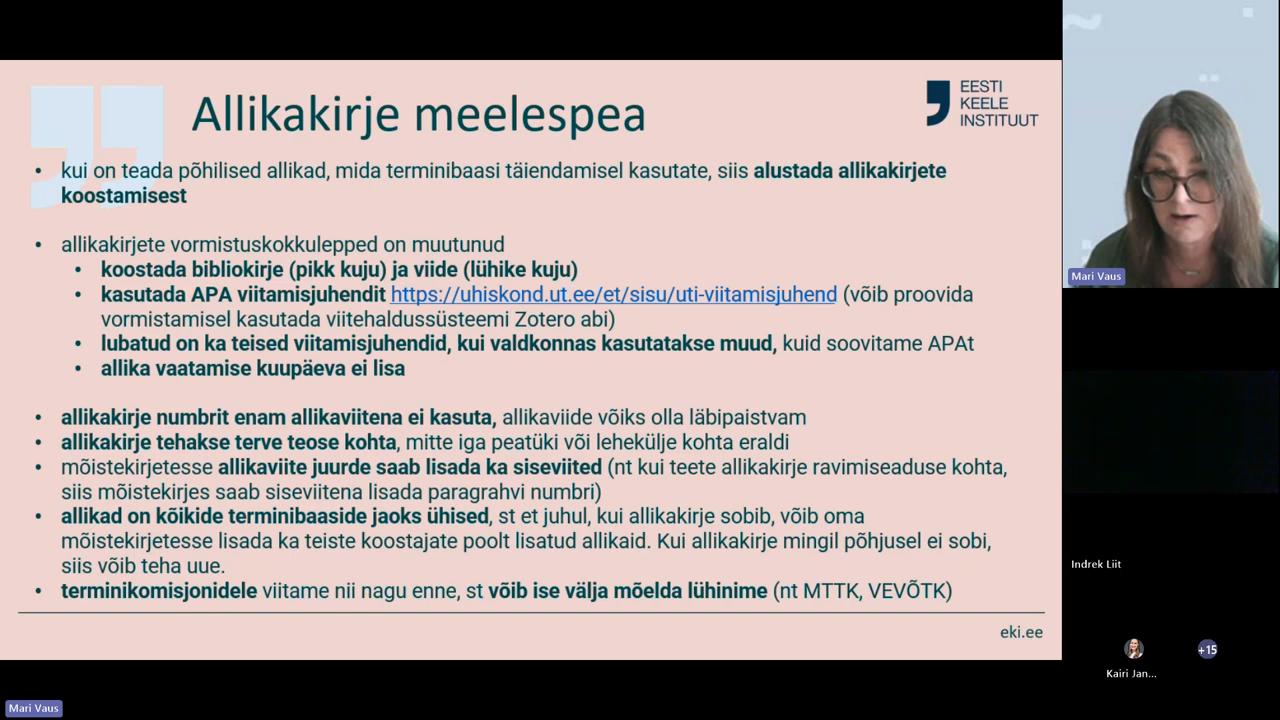 Allikakirje meelespea
EESTI
KEELE
INSTITUUT
• kui on teada põhilised allikad, mida terminibaasi täiendamisel kasutate, siis alustada allikakirjete
koostamisest
• allikakirjete vormistuskokkulepped on muutunud
• koostada bibliokirje (pikk kuju) ja viide (lühike kuju)
• kasutada APA viitamisjuhendit https://uhiskond.ut.ee/et/sisu/uti-viitamisjuhend (võib proovida
vormistamisel kasutada viitehaldussüsteemi Zotero abi)
• lubatud on ka teised viitamisjuhendid, kui valdkonnas kasutatakse muud, kuid soovitame APAt
• allika vaatamise kuupäeva ei lisa
• allikakirje numbrit enam allikaviitena ei kasuta, allikaviide võiks olla läbipaistvam
• allikakirje tehakse terve teose kohta, mitte iga peatüki või lehekülje kohta eraldi
• mõistekirjetesse allikaviite juurde saab lisada ka siseviited (nt kui teete allikakirje ravimiseaduse kohta,
siis mõistekirjes saab siseviitena lisada paragrahvi numbri)
• allikad on kõikide terminibaaside jaoks ühised, st et juhul, kui allikakirje sobib, võib oma
mõistekirjetesse lisada ka teiste koostajate poolt lisatud allikaid. Kui allikakirje mingil põhjusel ei sobi,
siis võib teha uue.
• terminikomisjonidele viitame nii nagu enne, st võib ise välja mõelda lühinime (nt MTTK, VEVÕTK)
eki.ee
Mari Vaus
Mari Vaus
Indrek Liit
Kairi Jan...
+15